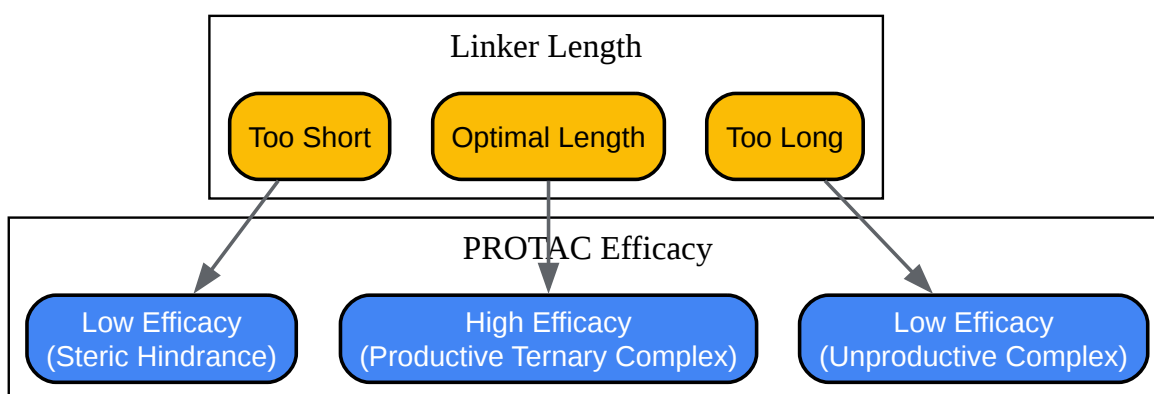 Linker Length
Too Short
Optimal Length
Too Long
PROTAC Efficacy
Low Efficacy
(Steric Hindrance)
High Efficacy
(Productive Ternary Complex)
Low Efficacy
(Unproductive Complex)